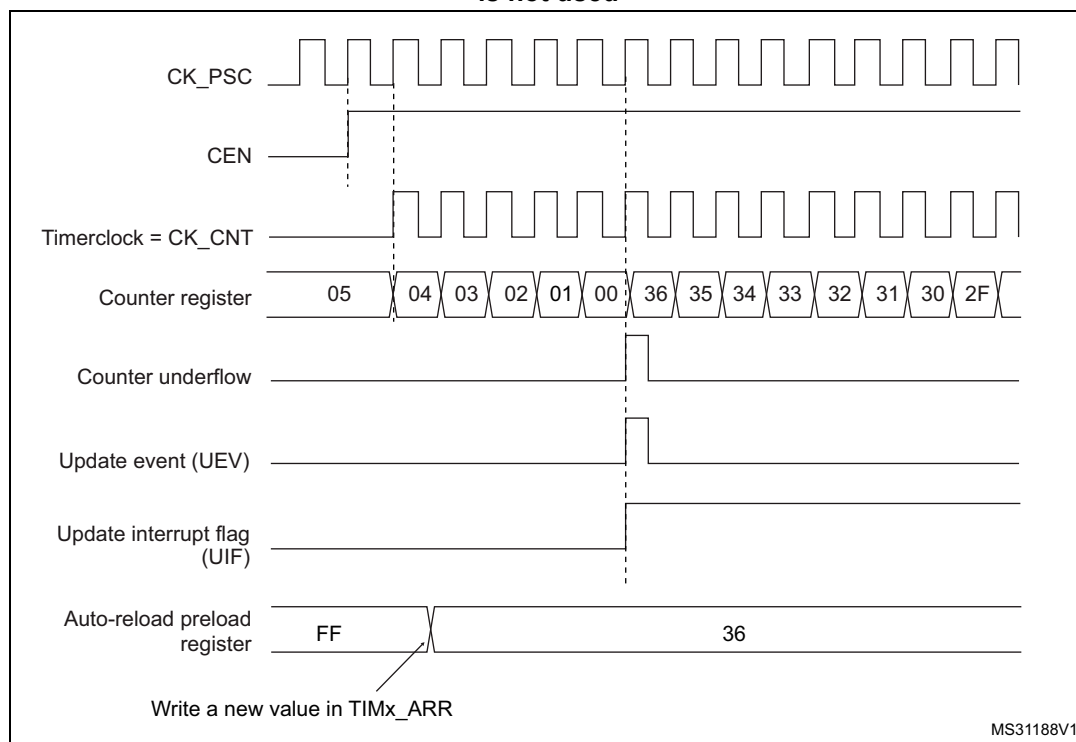 is not used
CK_PSC
CEN
Timerclock = CK_CNT
Counter register 05 04 03 02 01 00 36 35 34 33 32 31 30 2F
Counter underflow
Update event (UEV)
Update interrupt flag
(UIF)
Auto-reload preload
register
FF 36
Write a new value in TIMx_ARR
MS31188V1